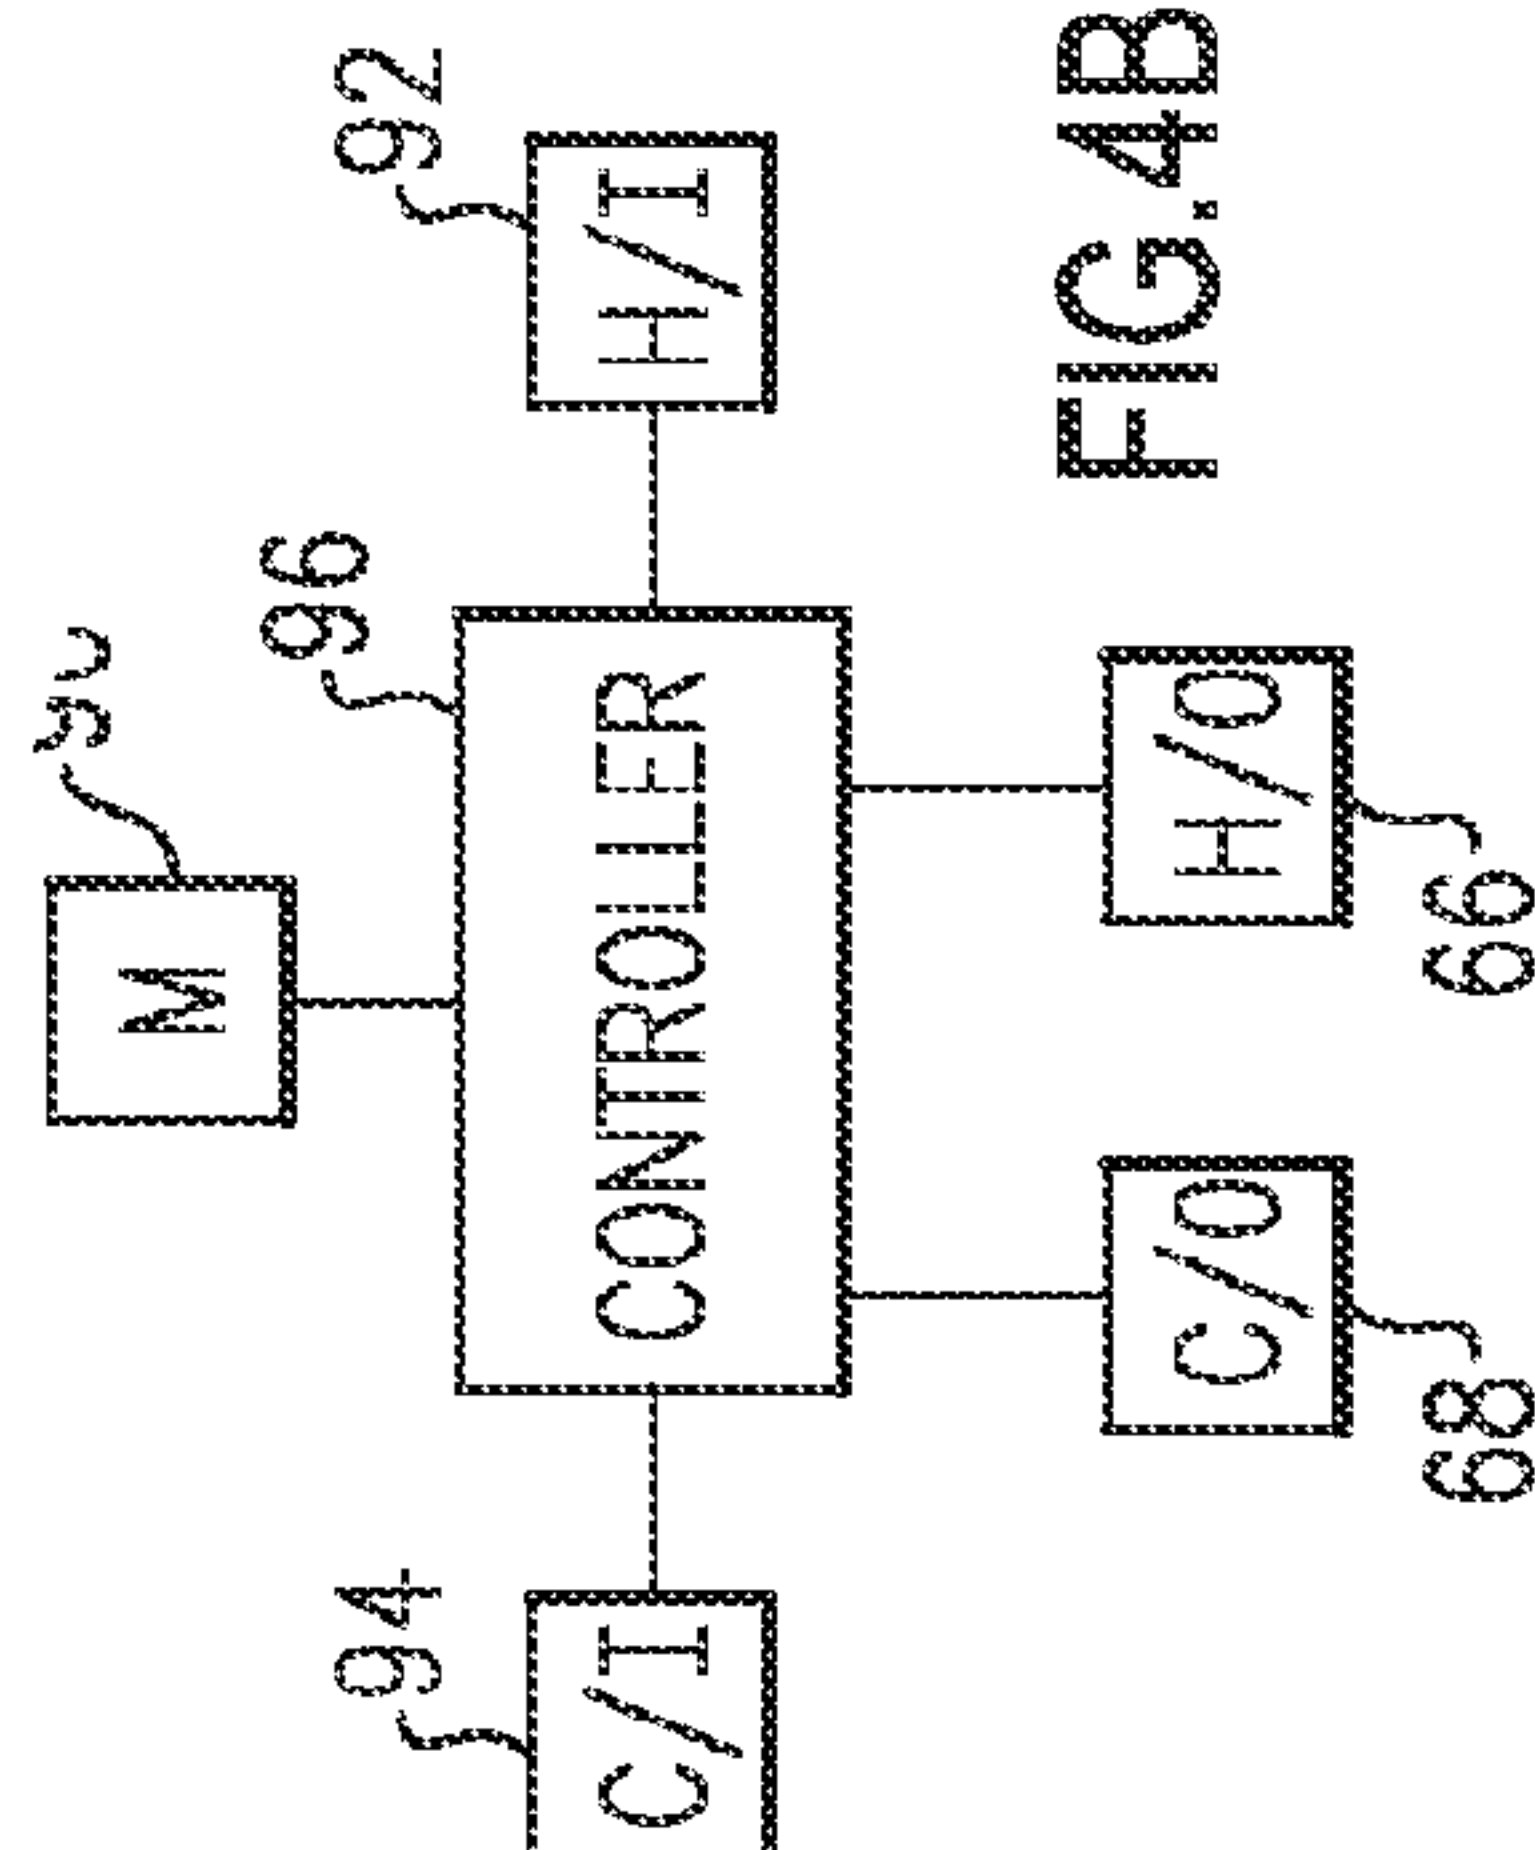 M
96
94 92
C/I CONTROLLER H/I
C/O H/O
68 66
FIG.4B